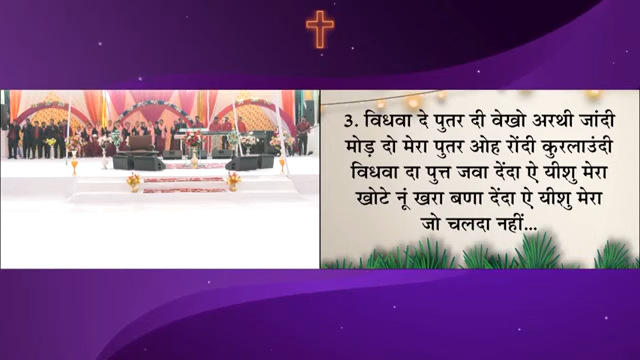 3. विधवा दे पुतर दी वेखो अरथी जांदी
मोड़ दो मेरा पुतर ओह रोंदी कुरलाउंदी
विधवा दा पुत्त जवा देंदा ऐ यीशु मेरा
खोटे नूं खरा बणा देंदा ऐ यीशु मेरा
जो चलदा नहीं...